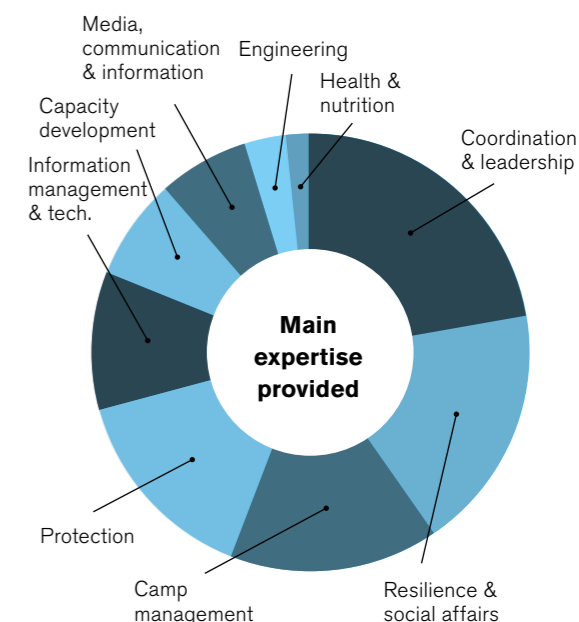 Media,
communication
& information
Engineering
Health &
nutrition
Capacity
development
Coordination
& leadership
Information
management
& tech.
Main
expertise
provided
Protection
Camp
management
Resilience &
social affairs